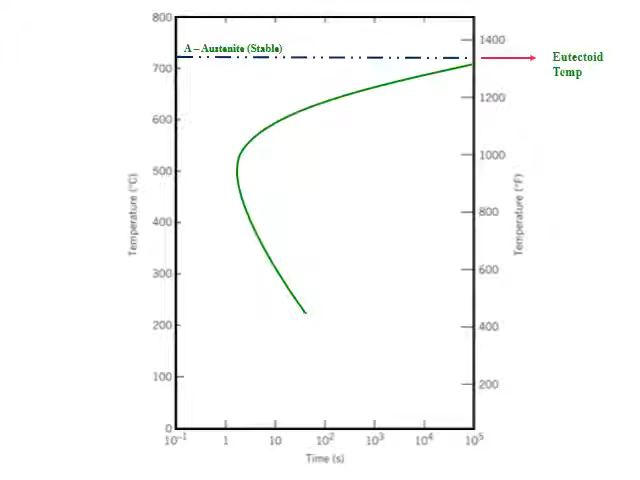 800
A – Austenite (Stable)
1400
Eutectoid
Temp
700
1200
600
1000
500
Temperature (°C)
Temperature (°F)
400
800
300
600
200
400
100
200
0
10⁻¹ 1 10 10² 10³ 10⁴ 10⁵
Time (s)